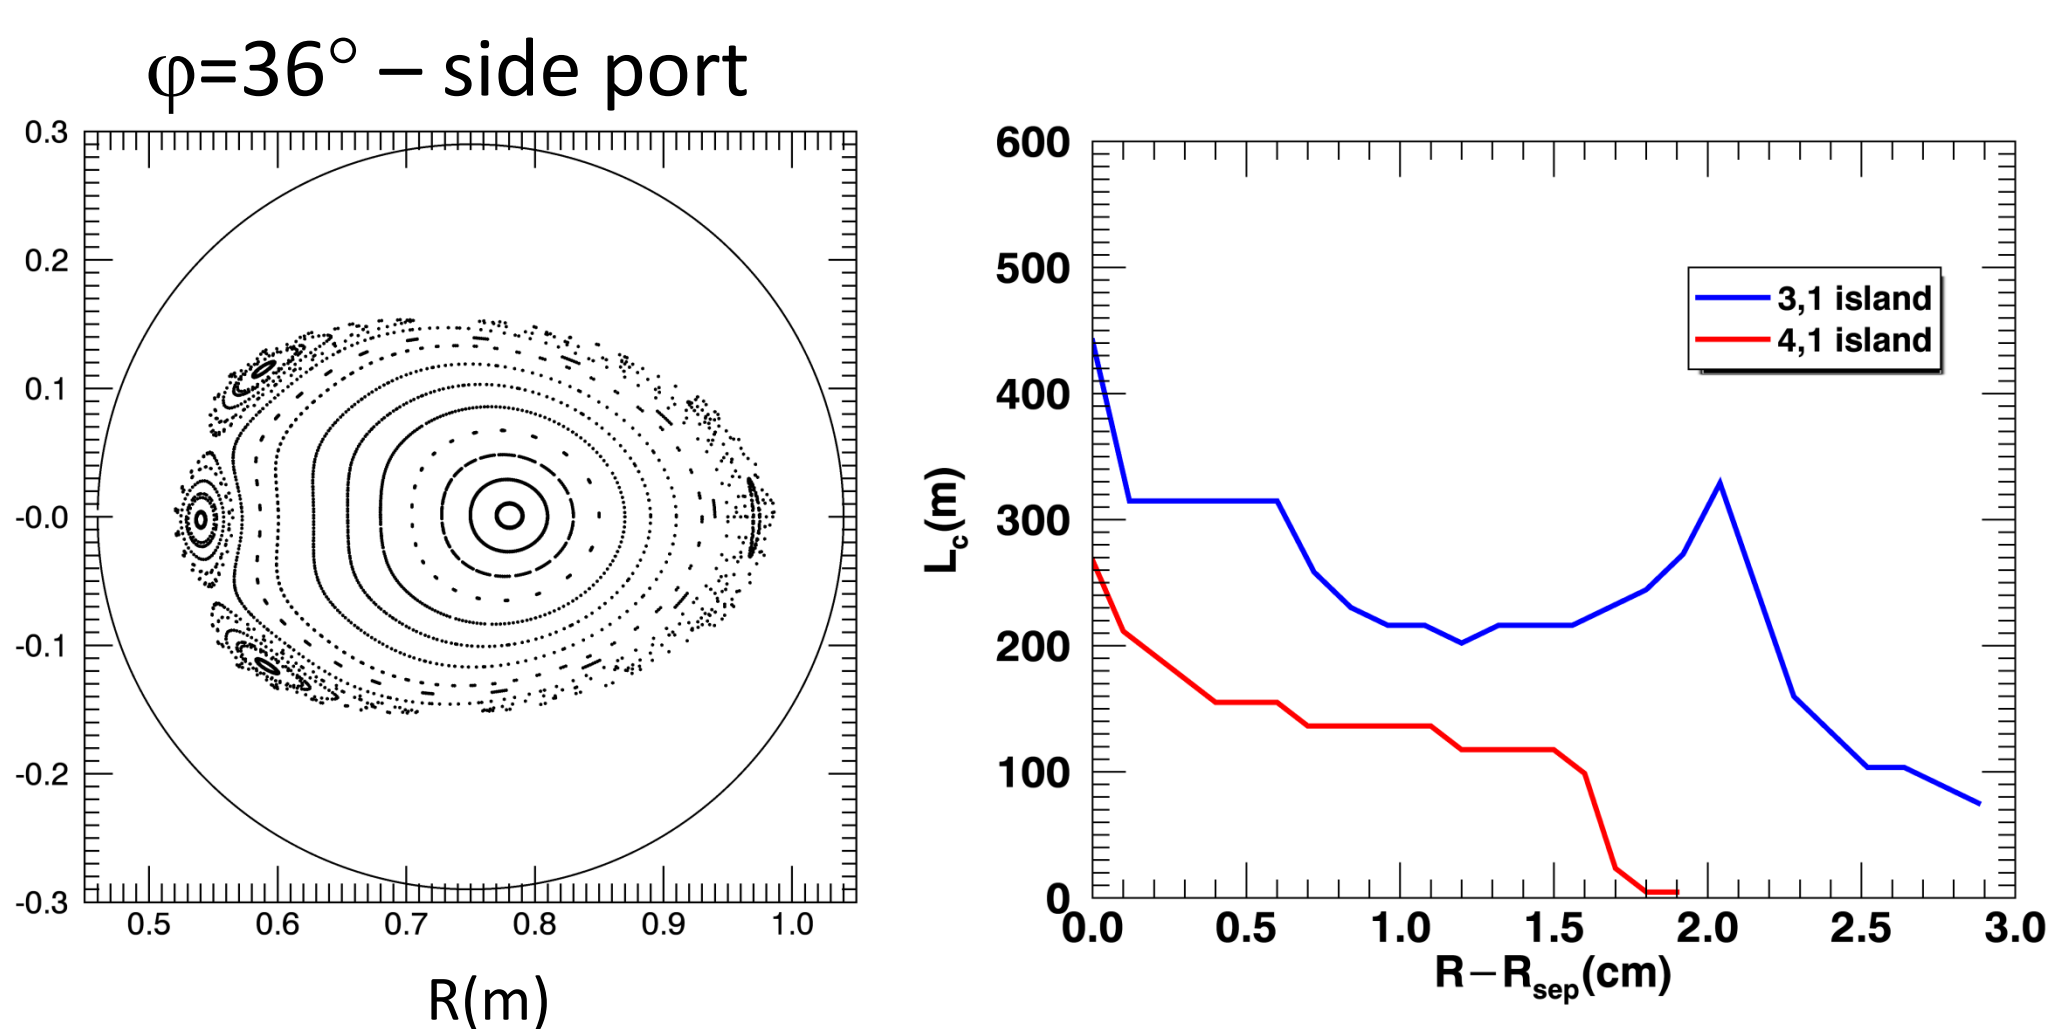 φ=36° – side port
0.3
0.2
0.1
-0.0
-0.1
-0.2
-0.3
0.5 0.6 0.7 0.8 0.9 1.0
R(m)
600
500
400
300
200
100
0
Lc(m)
3,1 island
4,1 island
0.0 0.5 1.0 1.5 2.0 2.5 3.0
R−Rsep(cm)